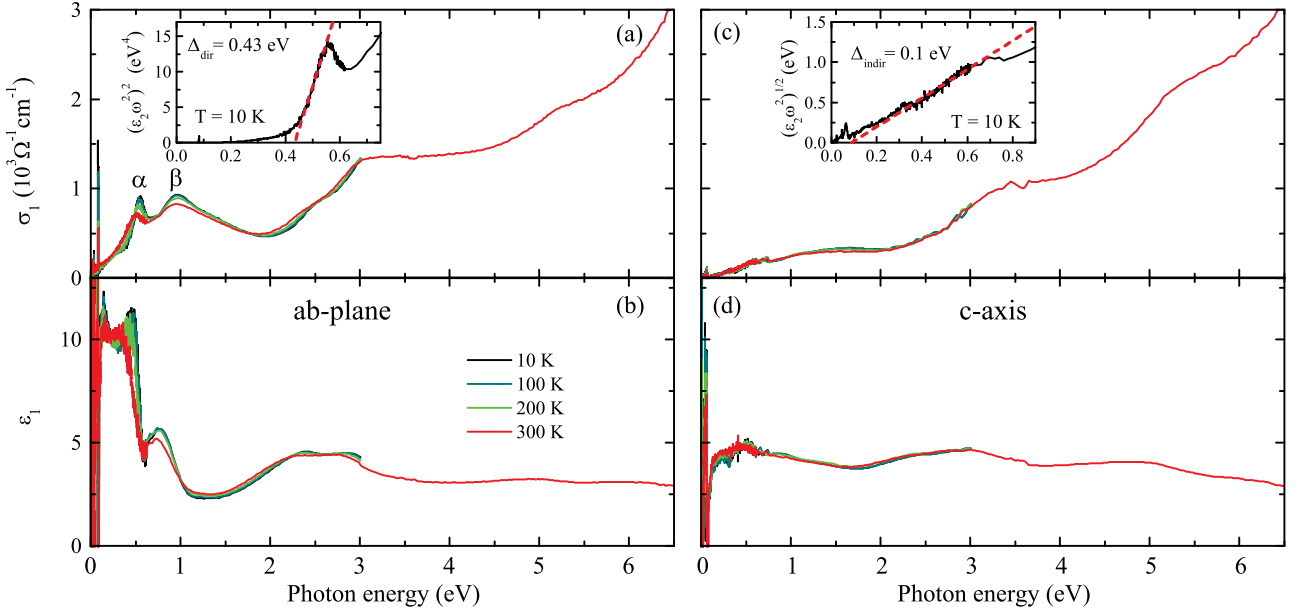 (a)
3
2
1
0
σ₁ (10³ Ω⁻¹ cm⁻¹)
α
β
15
10
5
0
(ε₂ω²)² (eV⁴)
Δdir = 0.43 eV
T = 10 K
0.0 0.2 0.4 0.6
(c)
1.5
1.0
0.5
0.0
(ε₂ω²)^1/2 (eV)
Δindir = 0.1 eV
T = 10 K
0.0 0.2 0.4 0.6 0.8
ab-plane
(b)
10
5
0
ε₁
10 K
100 K
200 K
300 K
0 1 2 3 4 5 6
Photon energy (eV)
(d)
c-axis
0 1 2 3 4 5 6
Photon energy (eV)